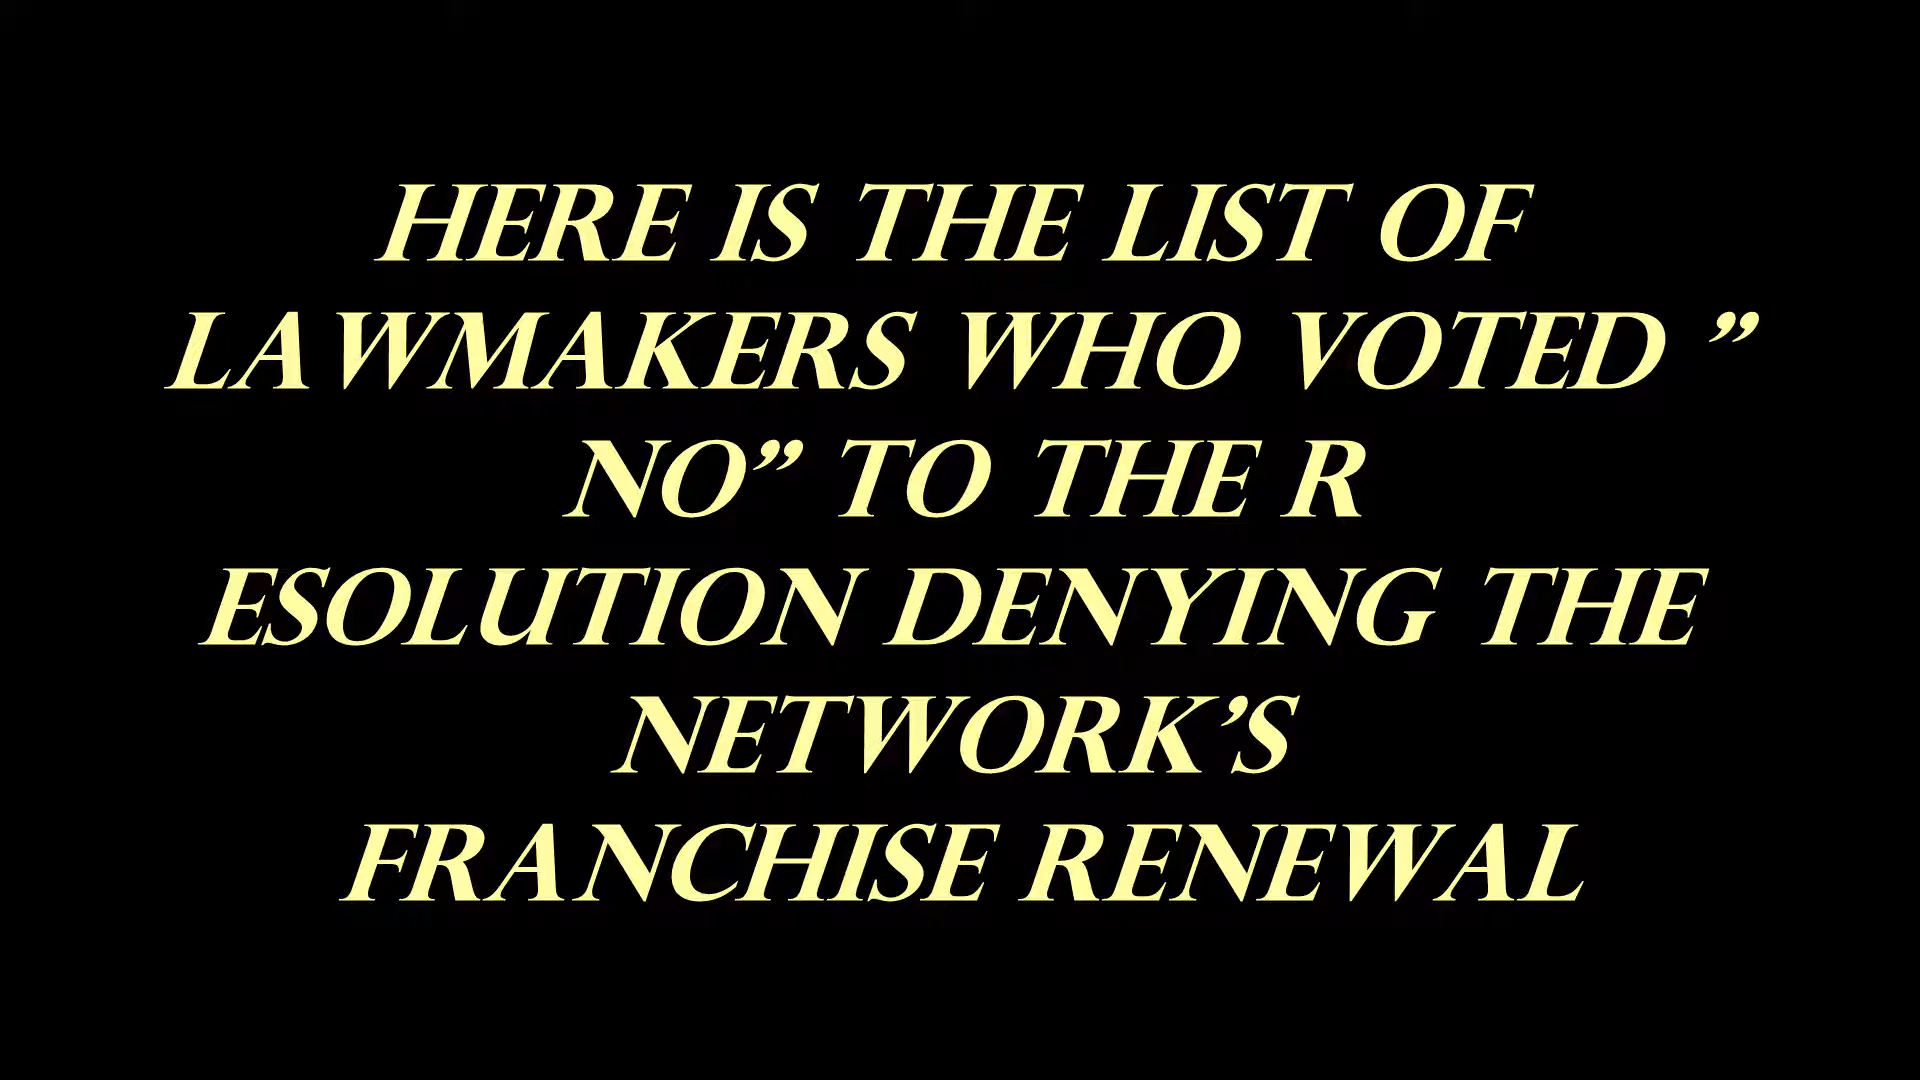 HERE IS THE LIST OF
LAWMAKERS WHO VOTED ”
NO” TO THE R
ESOLUTION DENYING THE
NETWORK’S
FRANCHISE RENEWAL